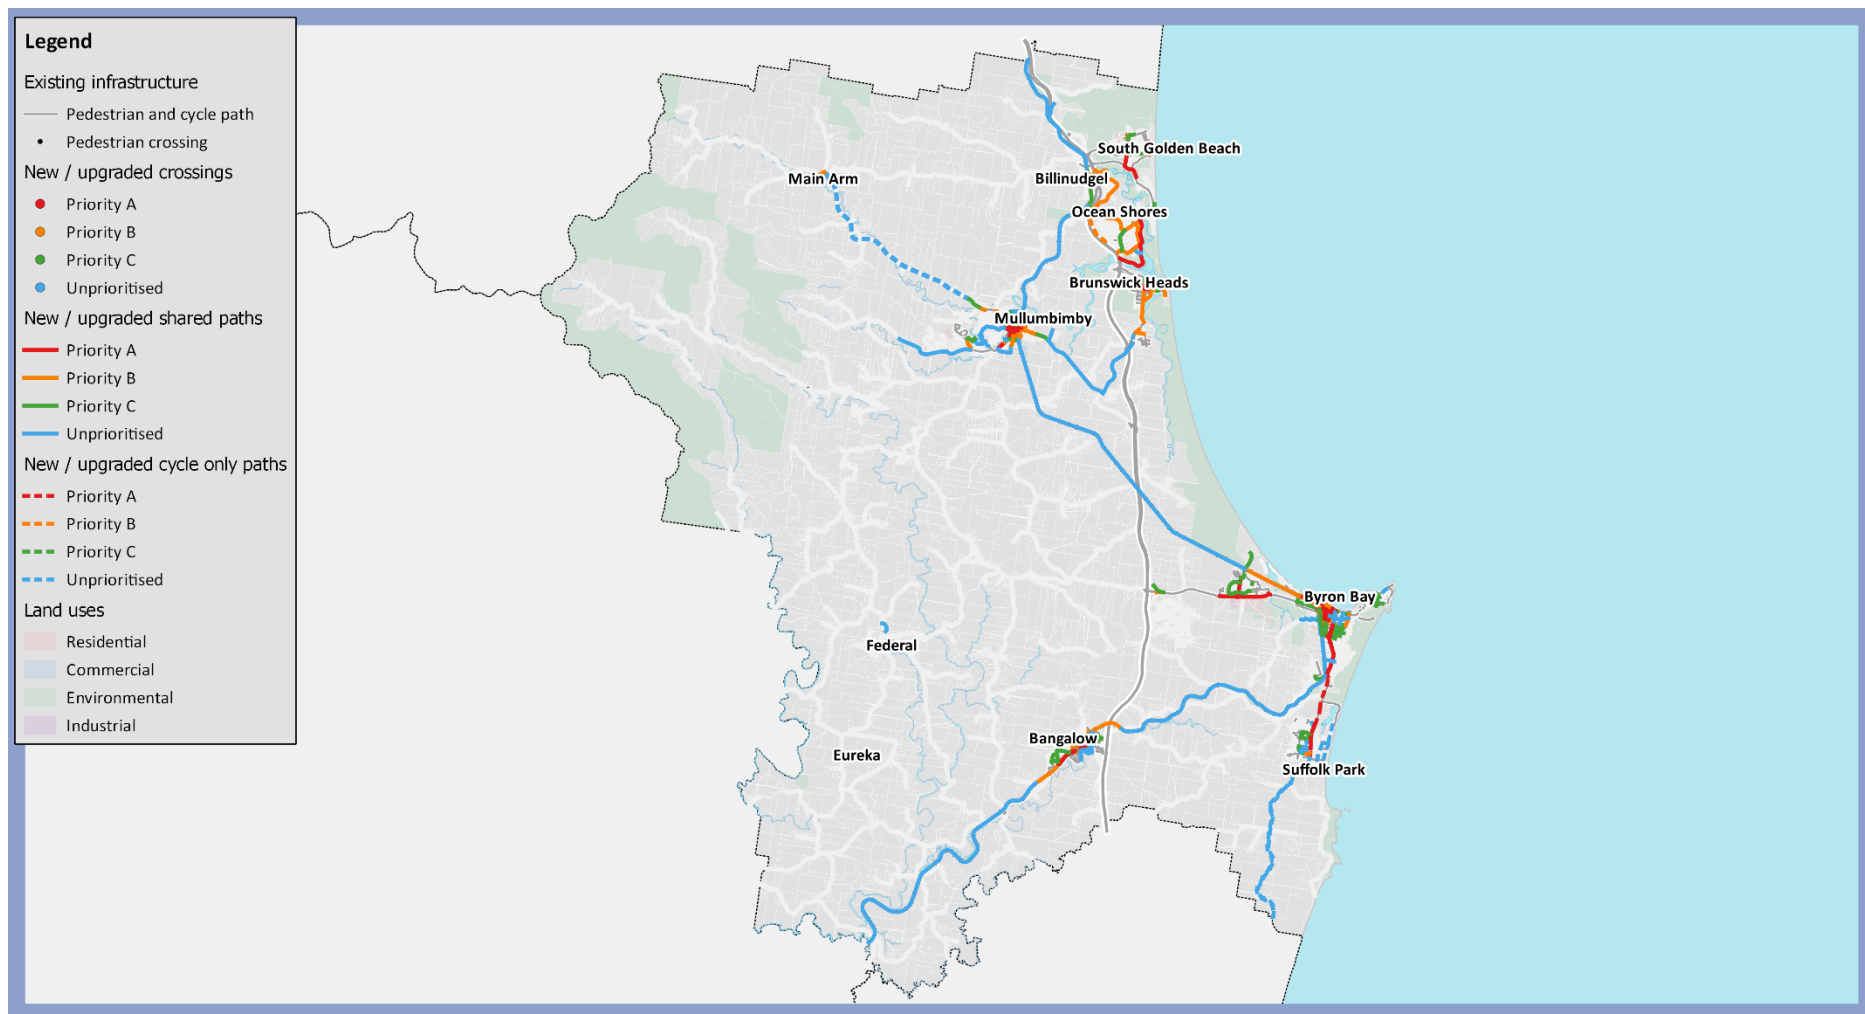 Legend
Existing infrastructure
Pedestrian and cycle path
Pedestrian crossing
New / upgraded crossings
Priority A
Priority B
Priority C
Unprioritised
New / upgraded shared paths
Priority A
Priority B
Priority C
Unprioritised
New / upgraded cycle only paths
Priority A
Priority B
Priority C
Unprioritised
Land uses
Residential
Commercial
Environmental
Industrial
South Golden Beach
Main Arm
Billinudgel
Ocean Shores
Brunswick Heads
Mullumbimby
Byron Bay
Federal
Bangalow
Eureka
Suffolk Park